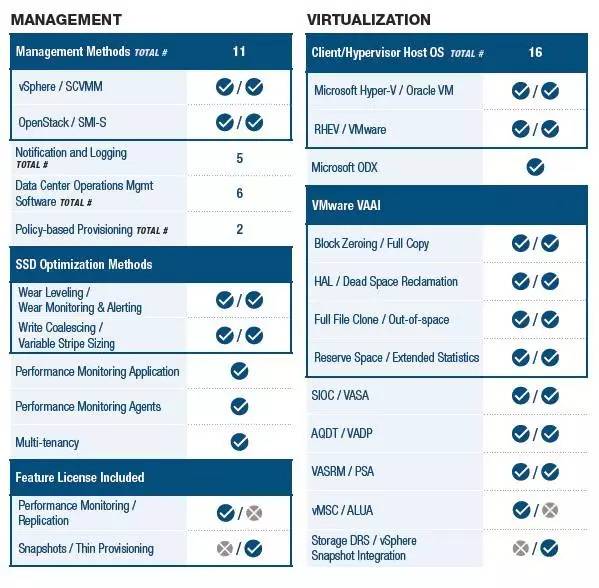 MANAGEMENT
Management Methods TOTAL # 11
vSphere / SCVMM /
OpenStack / SMI-S /
Notification and Logging
TOTAL # 5
Data Center Operations Mgmt
Software TOTAL # 6
Policy-based Provisioning TOTAL # 2
SSD Optimization Methods
Wear Leveling /
Wear Monitoring & Alerting /
Write Coalescing /
Variable Stripe Sizing /
Performance Monitoring Application
Performance Monitoring Agents
Multi-tenancy
Feature License Included
Performance Monitoring /
Replication /
Snapshots / Thin Provisioning /
VIRTUALIZATION
Client/Hypervisor Host OS TOTAL # 16
Microsoft Hyper-V / Oracle VM /
RHEV / VMware /
Microsoft ODX
VMware VAAI
Block Zeroing / Full Copy /
HAL / Dead Space Reclamation /
Full File Clone / Out-of-space /
Reserve Space / Extended Statistics /
SIOC / VASA /
AQDT / VADP /
VASRM / PSA /
vMSC / ALUA /
Storage DRS / vSphere
Snapshot Integration /